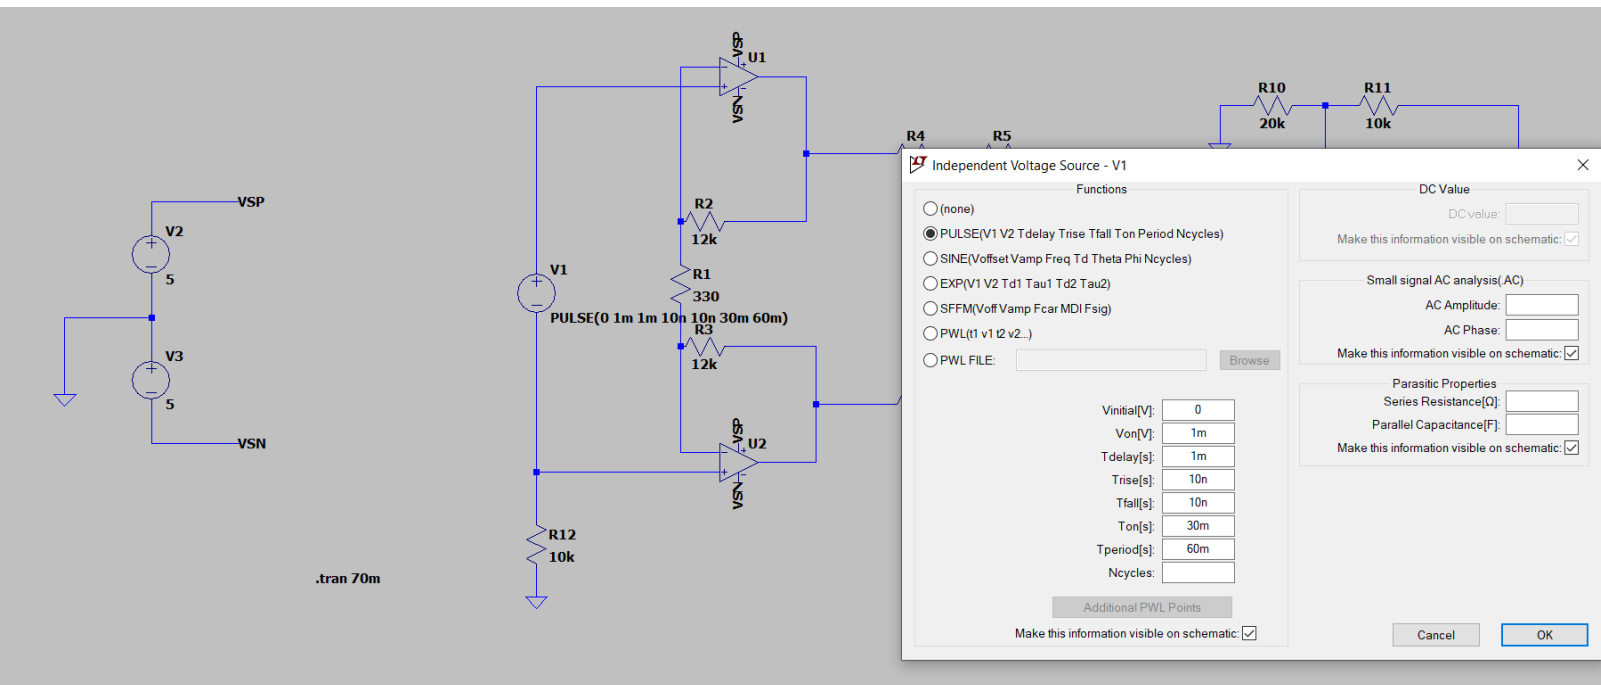 VSP
U1
VSN
R10
20k
R11
10k
R4
R5
VSP
V2
5
V3
5
VSN
R2
12k
V1
R1
330
PULSE(0 1m 1m 10n 10n 30m 60m)
R3
12k
VSP
U2
VSN
R12
10k
.tran 70m
Independent Voltage Source - V1
Functions
(none)
PULSE(V1 V2 Tdelay Trise Tfall Ton Period Ncycles)
SINE(Voffset Vamp Freq Td Theta Phi Ncycles)
EXP(V1 V2 Td1 Tau1 Td2 Tau2)
SFFM(Voff Vamp Fcar MDI Fsig)
PWL(t1 v1 t2 v2...)
PWL FILE: Browse
Vinitial[V]: 0
Von[V]: 1m
Tdelay[s]: 1m
Trise[s]: 10n
Tfall[s]: 10n
Ton[s]: 30m
Tperiod[s]: 60m
Ncycles:
Additional PWL Points
Make this information visible on schematic:
DC Value
DC value:
Make this information visible on schematic:
Small signal AC analysis(.AC)
AC Amplitude:
AC Phase:
Make this information visible on schematic:
Parasitic Properties
Series Resistance[Ω]:
Parallel Capacitance[F]:
Make this information visible on schematic:
Cancel OK